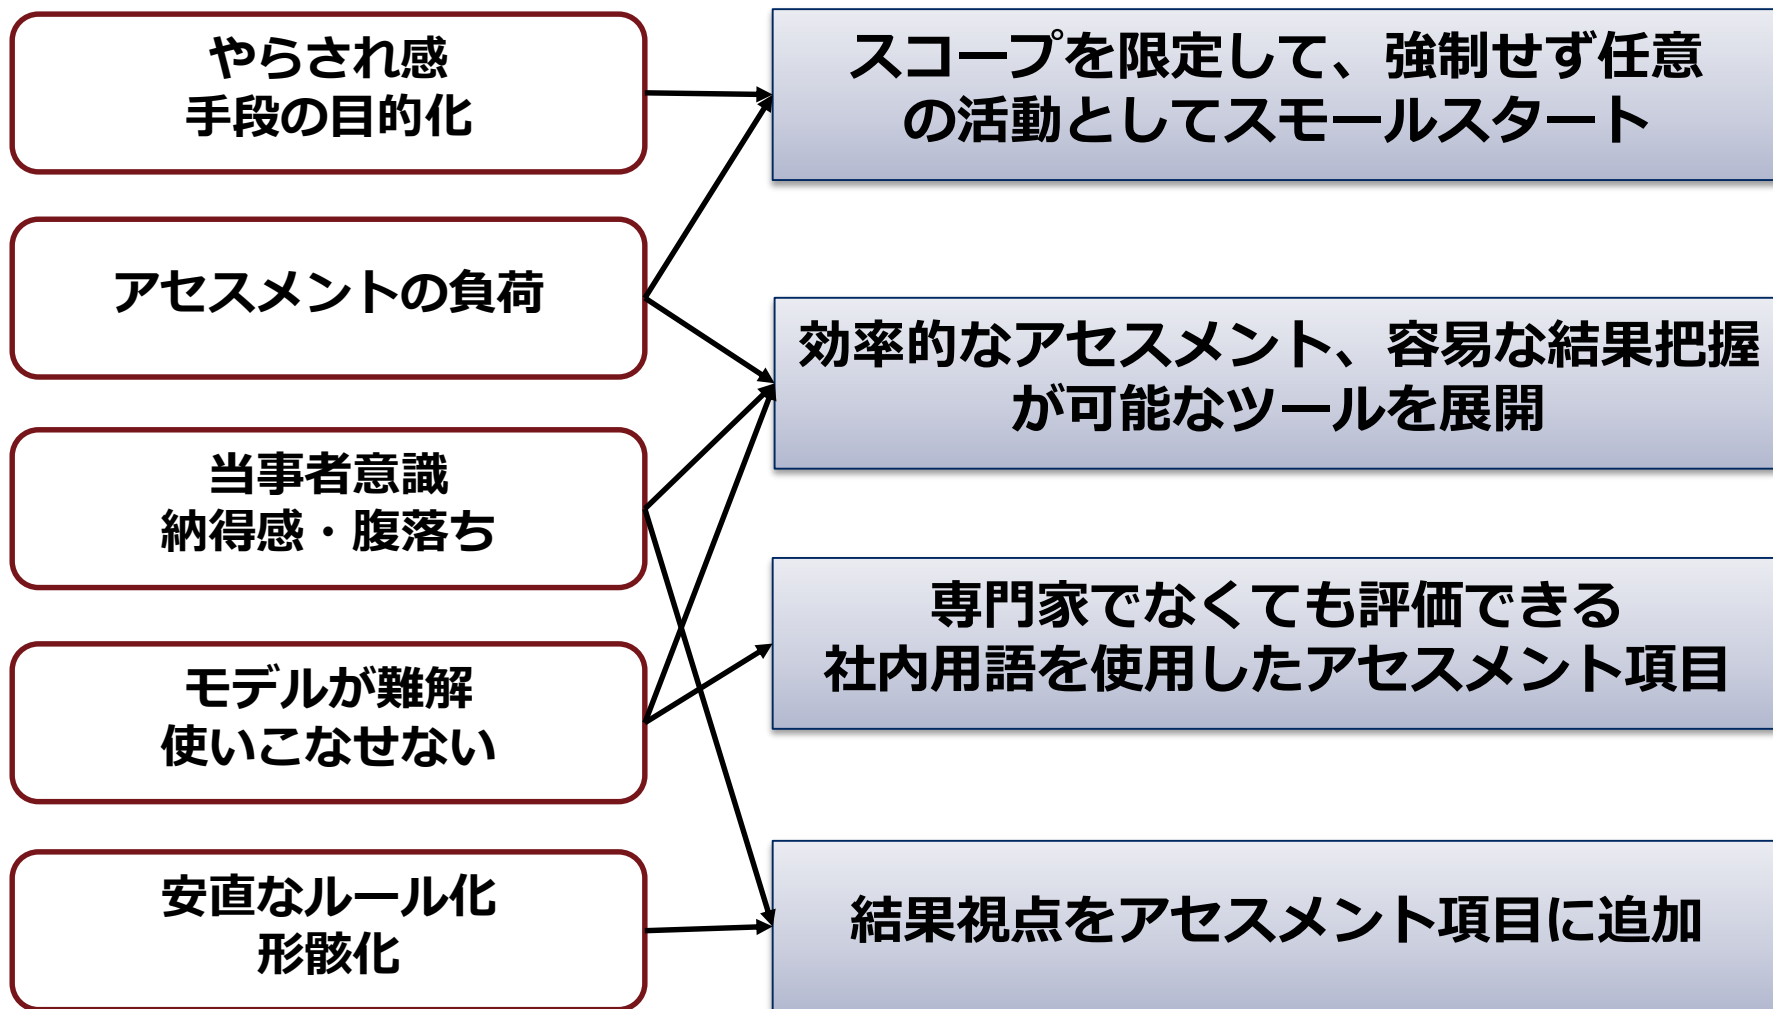 やらされ感
手段の目的化
アセスメントの負荷
当事者意識
納得感・腹落ち
モデルが難解
使いこなせない
安直なルール化
形骸化
スコープを限定して、強制せず任意
の活動としてスモールスタート
効率的なアセスメント、容易な結果把握
が可能なツールを展開
専門家でなくても評価できる
社内用語を使用したアセスメント項目
結果視点をアセスメント項目に追加